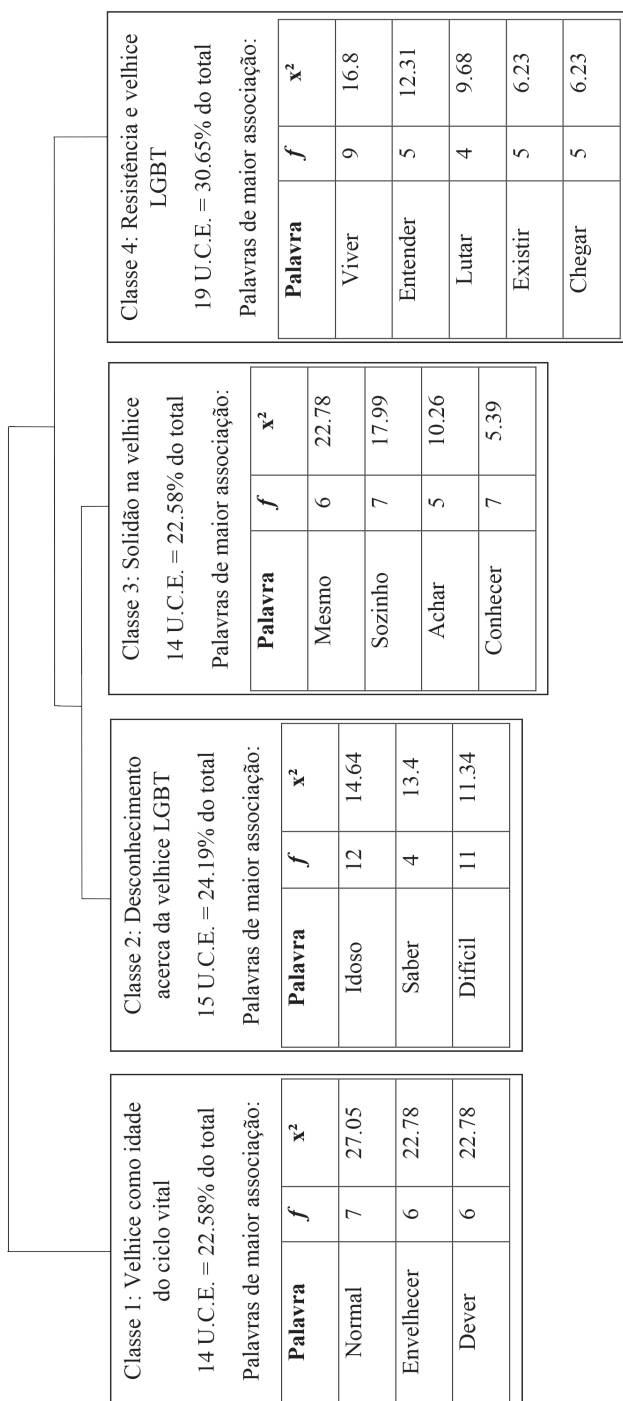 Classe 1: Velhice como idade
do ciclo vital
14 U.C.E. = 22.58% do total
Palavras de maior associação:
Palavra f x²
Normal 7 27.05
Envelhecer 6 22.78
Dever 6 22.78
Classe 2: Desconhecimento
acerca da velhice LGBT
15 U.C.E. = 24.19% do total
Palavras de maior associação:
Palavra f x²
Idoso 12 14.64
Saber 4 13.4
Difícil 11 11.34
Classe 3: Solidão na velhice
14 U.C.E. = 22.58% do total
Palavras de maior associação:
Palavra f x²
Mesmo 6 22.78
Sozinho 7 17.99
Achar 5 10.26
Conhecer 7 5.39
Classe 4: Resistência e velhice
LGBT
19 U.C.E. = 30.65% do total
Palavras de maior associação:
Palavra f x²
Viver 9 16.8
Entender 5 12.31
Lutar 4 9.68
Existir 5 6.23
Chegar 5 6.23